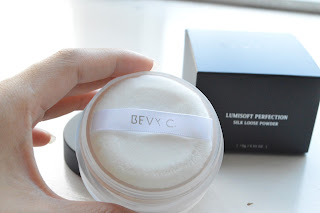 BEVY C.
LUMISOFT PERFECTION
SILK LOOSE POWDER